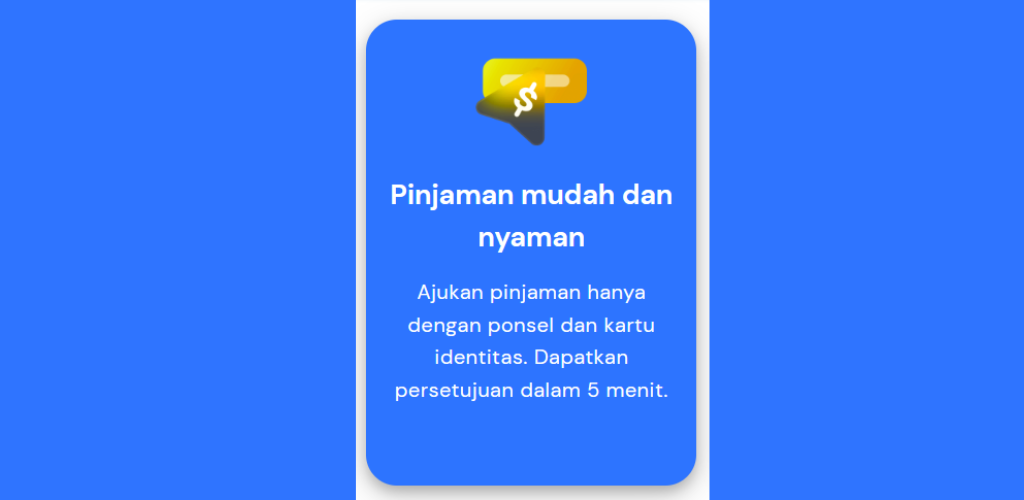 Pinjaman mudah dan
nyaman
Ajukan pinjaman hanya
dengan ponsel dan kartu
identitas. Dapatkan
persetujuan dalam 5 menit.